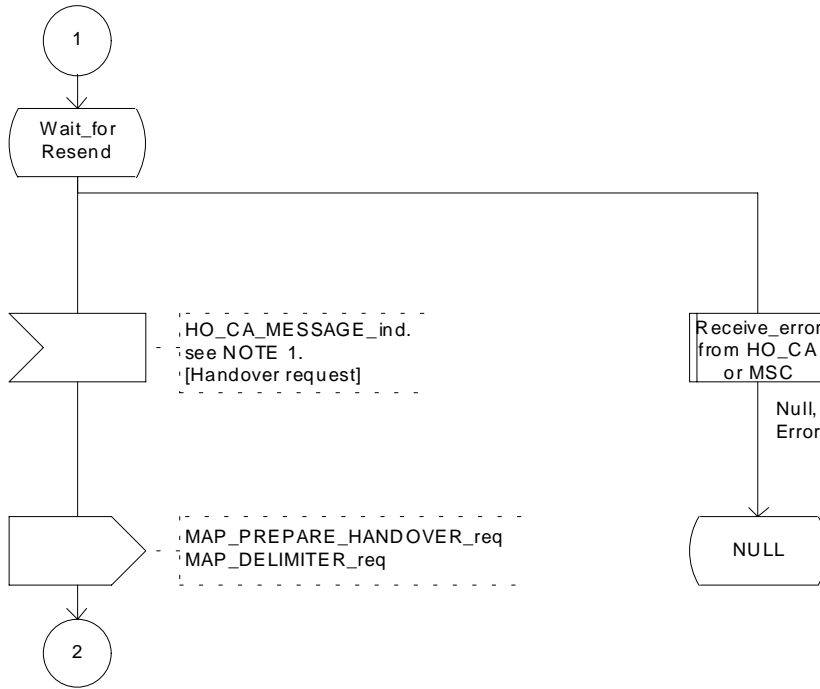 1
Wait_for
Resend
HO_CA_MESSAGE_ind.
see NOTE 1.
[Handover request]
Receive_error
from HO_CA
or MSC
Null,
Error
MAP_PREPARE_HANDOVER_req
MAP_DELIMITER_req
NULL
2